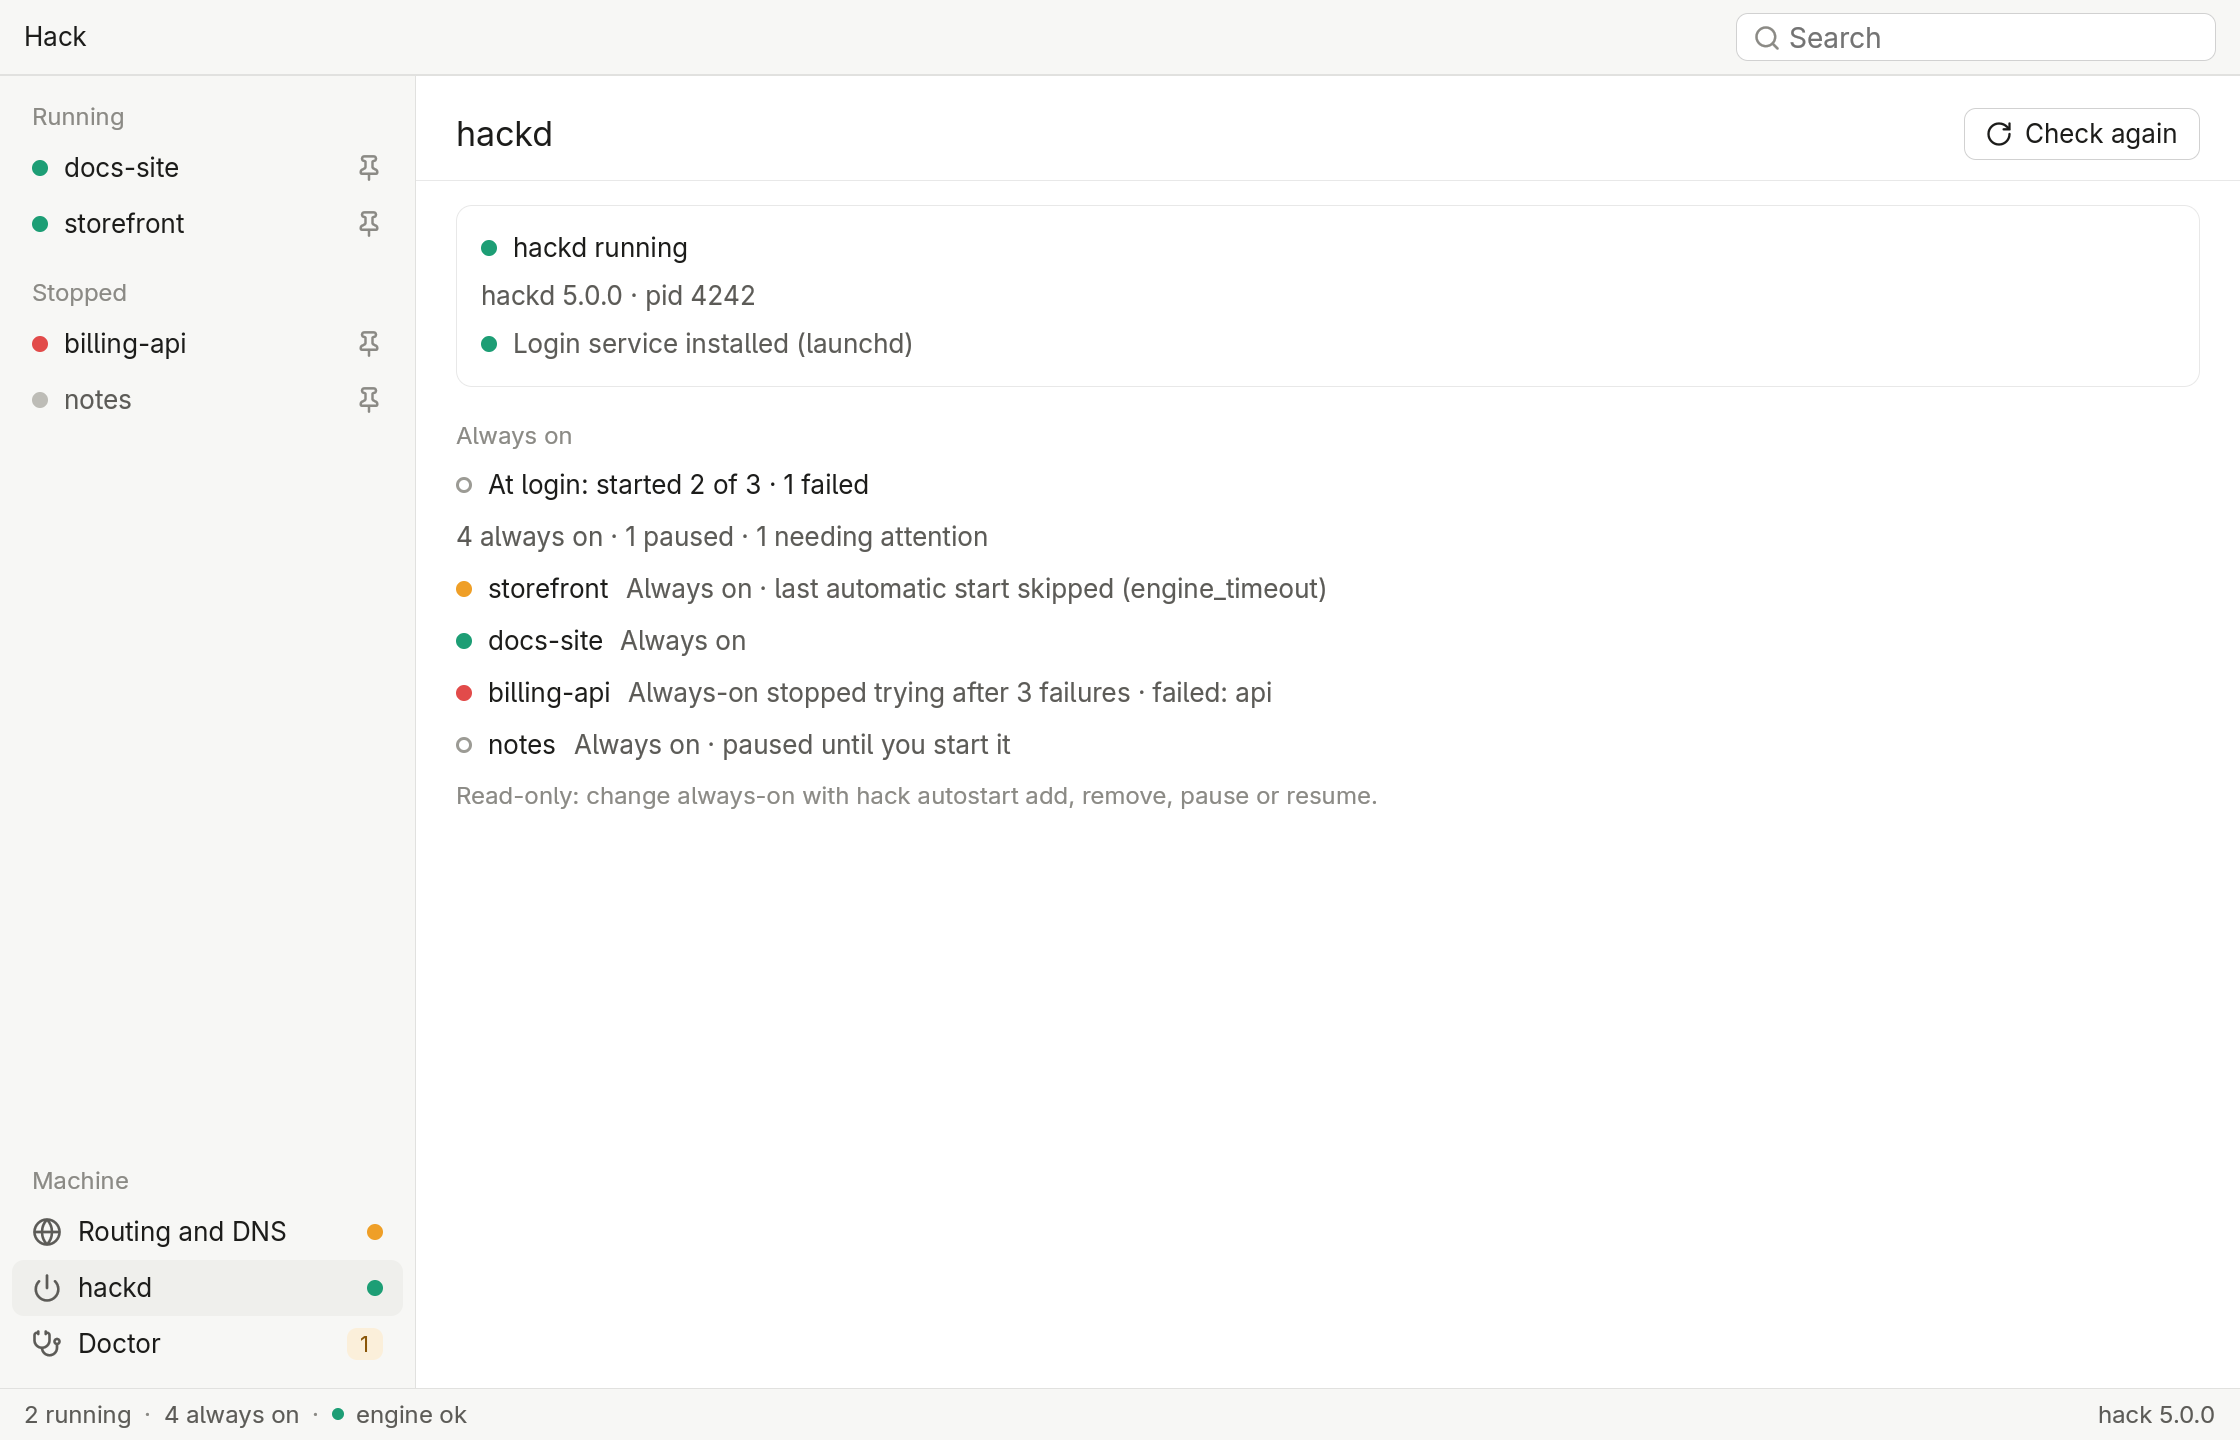 Hack
Search
Running
docs-site
storefront
Stopped
billing-api
notes
Machine
Routing and DNS
hackd
Doctor 1
hackd
Check again
hackd running
hackd 5.0.0 · pid 4242
Login service installed (launchd)
Always on
At login: started 2 of 3 · 1 failed
4 always on · 1 paused · 1 needing attention
storefront Always on · last automatic start skipped (engine_timeout)
docs-site Always on
billing-api Always-on stopped trying after 3 failures · failed: api
notes Always on · paused until you start it
Read-only: change always-on with hack autostart add, remove, pause or resume.
2 running · 4 always on · engine ok
hack 5.0.0